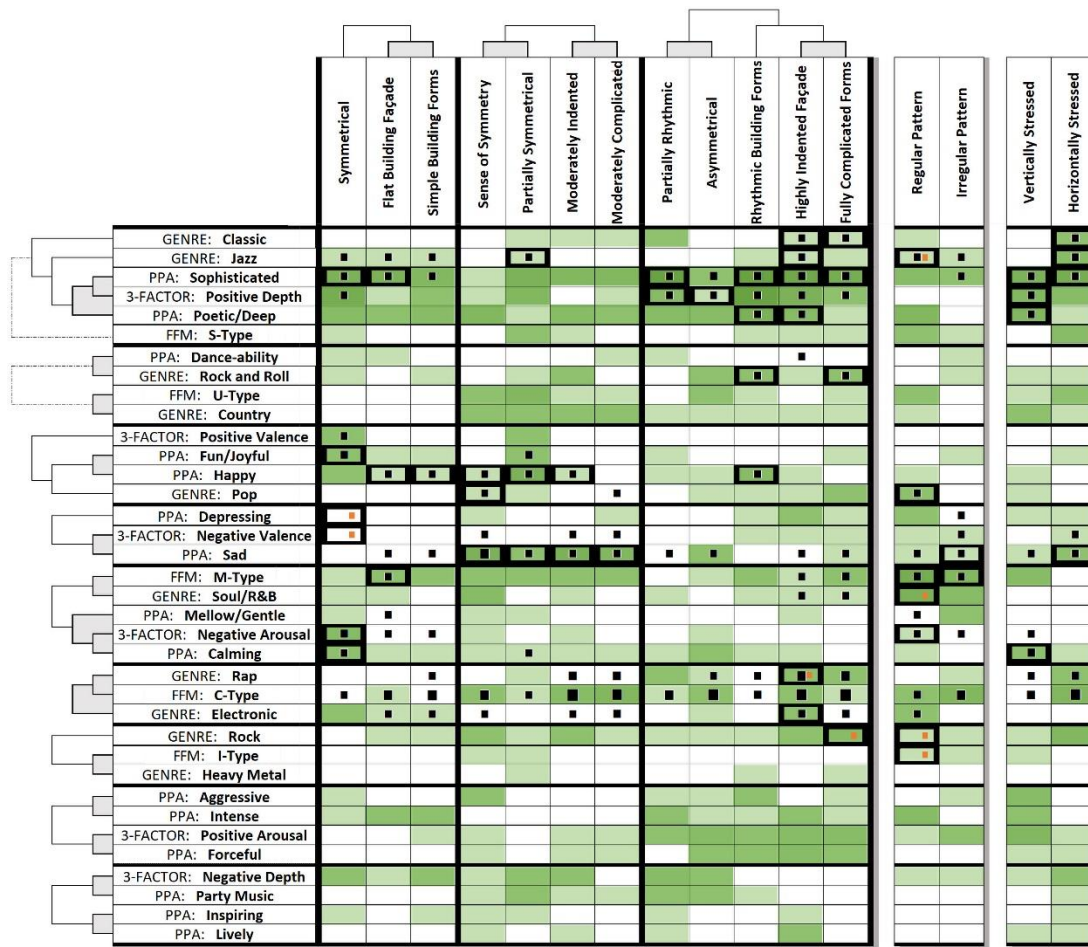 Symmetrical
Flat Building Façade
Simple Building Forms
Sense of Symmetry
Partially Symmetrical
Moderately Indented
Moderately Complicated
Partially Rhythmic
Asymmetrical
Rhythmic Building Forms
Highly Indented Façade
Fully Complicated Forms
Regular Pattern
Irregular Pattern
Vertically Stressed
Horizontally Stressed
GENRE: Classic
GENRE: Jazz
PPA: Sophisticated
3-FACTOR: Positive Depth
PPA: Poetic/Deep
FFM: S-Type
PPA: Dance-ability
GENRE: Rock and Roll
FFM: U-Type
GENRE: Country
3-FACTOR: Positive Valence
PPA: Fun/Joyful
PPA: Happy
GENRE: Pop
PPA: Depressing
3-FACTOR: Negative Valence
PPA: Sad
FFM: M-Type
GENRE: Soul/R&B
PPA: Mellow/Gentle
3-FACTOR: Negative Arousal
PPA: Calming
GENRE: Rap
FFM: C-Type
GENRE: Electronic
GENRE: Rock
FFM: I-Type
GENRE: Heavy Metal
PPA: Aggressive
PPA: Intense
3-FACTOR: Positive Arousal
PPA: Forceful
3-FACTOR: Negative Depth
PPA: Party Music
PPA: Inspiring
PPA: Lively